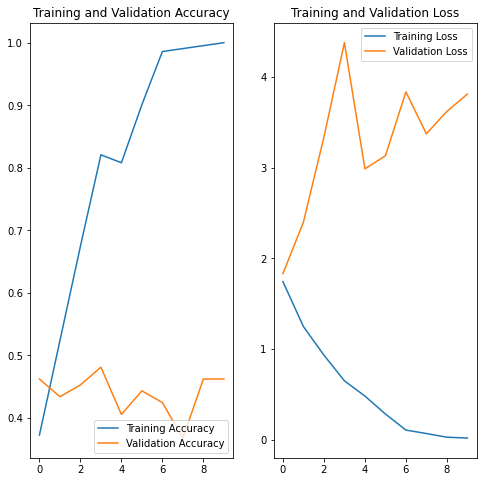 Training and Validation Accuracy
1.0
0.9
0.8
0.7
0.6
0.5
0.4
Training Accuracy
Validation Accuracy
0 2 4 6 8
Training and Validation Loss
Training Loss
Validation Loss
4
3
2
1
0
0 2 4 6 8